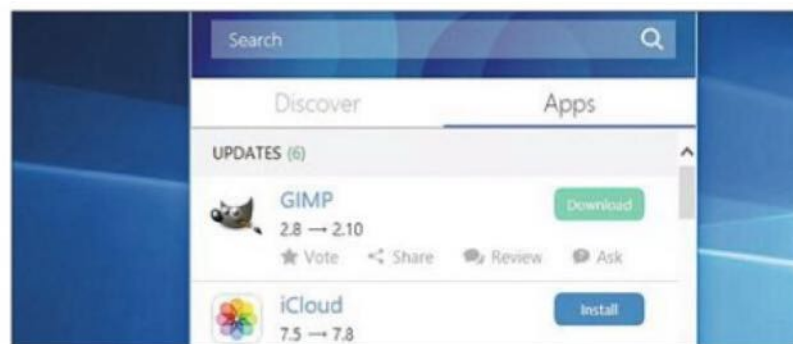 Search
Discover Apps
UPDATES (6)
GIMP Download
2.8 → 2.10
Vote Share Review Ask
iCloud Install
7.5 → 7.8